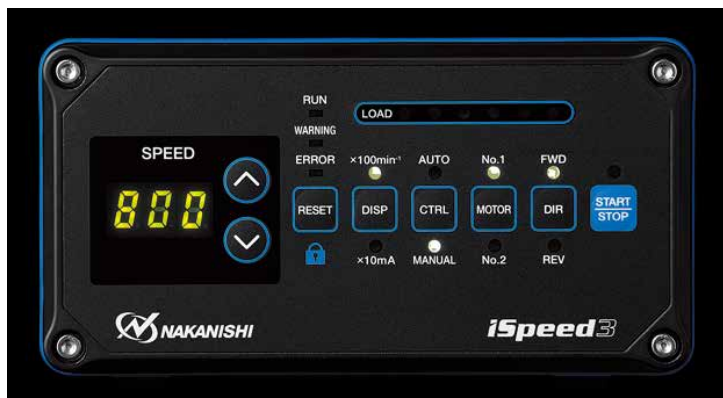 RUN
LOAD
WARNING
SPEED
ERROR
×100min⁻¹
AUTO
No.1
FWD
800
RESET
DISP
CTRL
MOTOR
DIR
START
STOP
×10mA
MANUAL
No.2
REV
NAKANISHI
iSpeed3